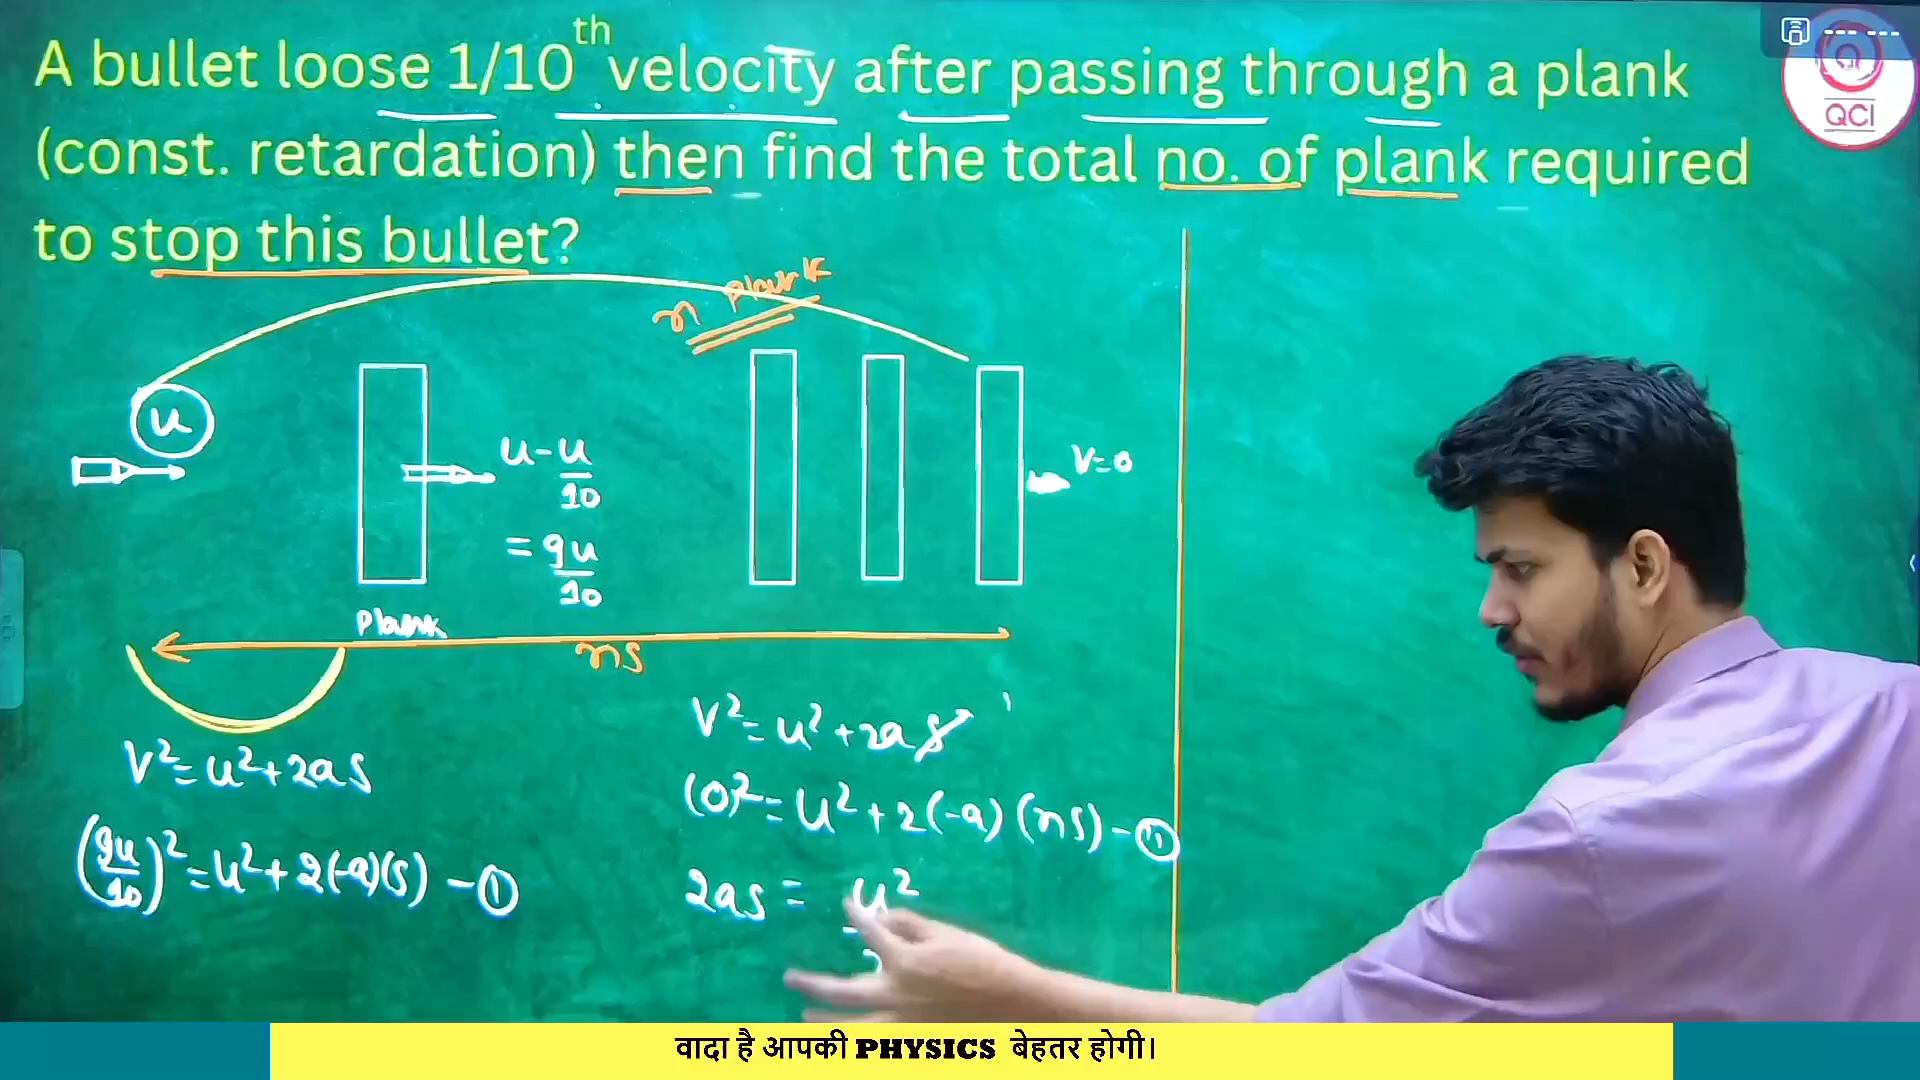 A bullet loose 1/10th velocity after passing through a plank
(const. retardation) then find the total no. of plank required
to stop this bullet?
QCI
n plank
u
u-u/10
= 9u/10
V=0
Plank
ns
V²=u²+2as
V²=u²+2as
(9u/10)²=u²+2(-a)(s) -①
(0)²=u²+2(-a)(ns)-⑪
2as = u²
वादा है आपकी PHYSICS बेहतर होगी।